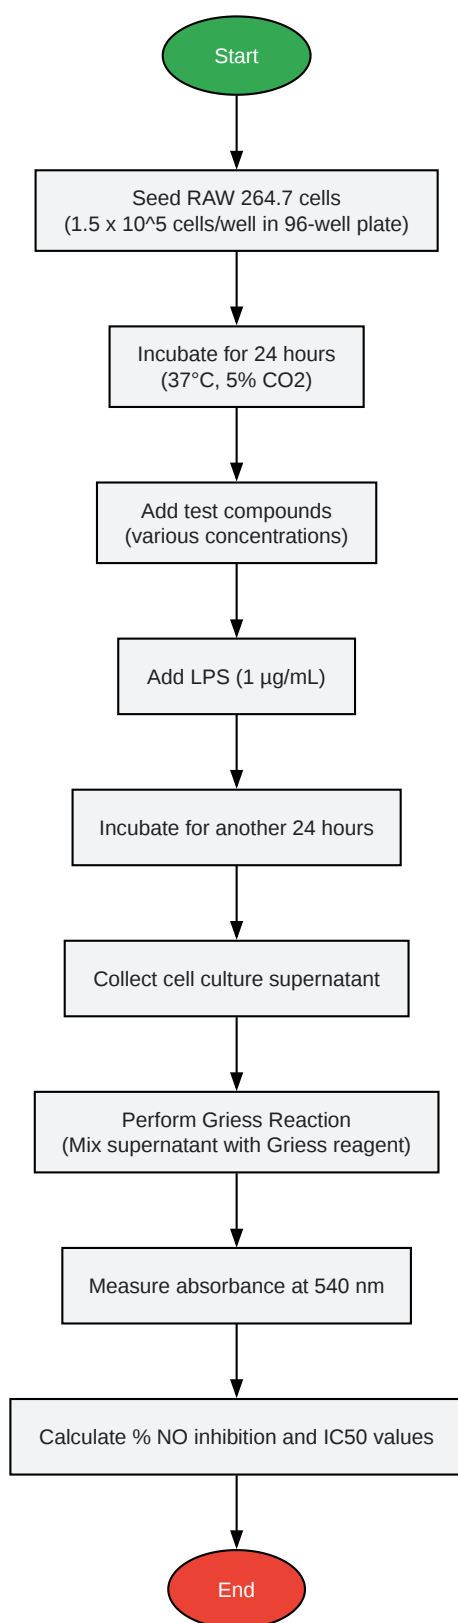 Start
Seed RAW 264.7 cells
(1.5 x 10^5 cells/well in 96-well plate)
Incubate for 24 hours
(37°C, 5% CO2)
Add test compounds
(various concentrations)
Add LPS (1 µg/mL)
Incubate for another 24 hours
Collect cell culture supernatant
Perform Griess Reaction
(Mix supernatant with Griess reagent)
Measure absorbance at 540 nm
Calculate % NO inhibition and IC50 values
End